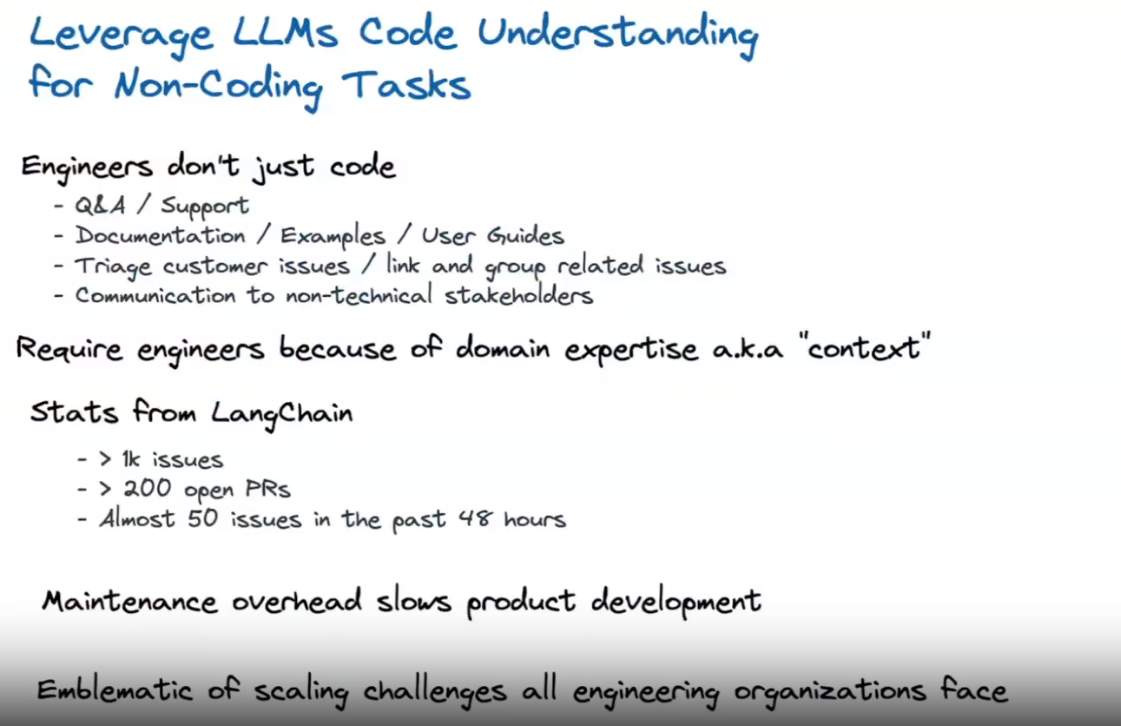 Leverage LLMs Code Understanding
for Non-Coding Tasks
Engineers don't just code
- Q&A / Support
- Documentation / Examples / User Guides
- Triage customer issues / link and group related issues
- Communication to non-technical stakeholders
Require engineers because of domain expertise a.k.a "context"
Stats from LangChain
- > 1k issues
- > 200 open PRs
- Almost 50 issues in the past 48 hours
Maintenance overhead slows product development
Emblematic of scaling challenges all engineering organizations face